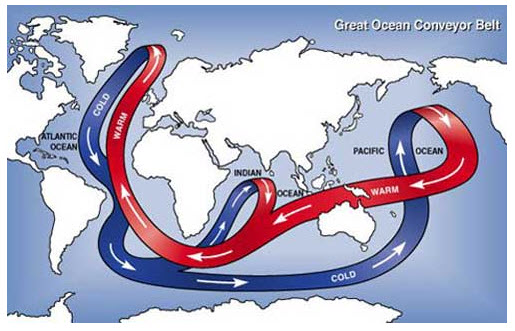 Great Ocean Conveyor Belt
COLD
WARM
ATLANTIC
OCEAN
PACIFIC OCEAN
INDIAN
OCEAN
WARM
COLD